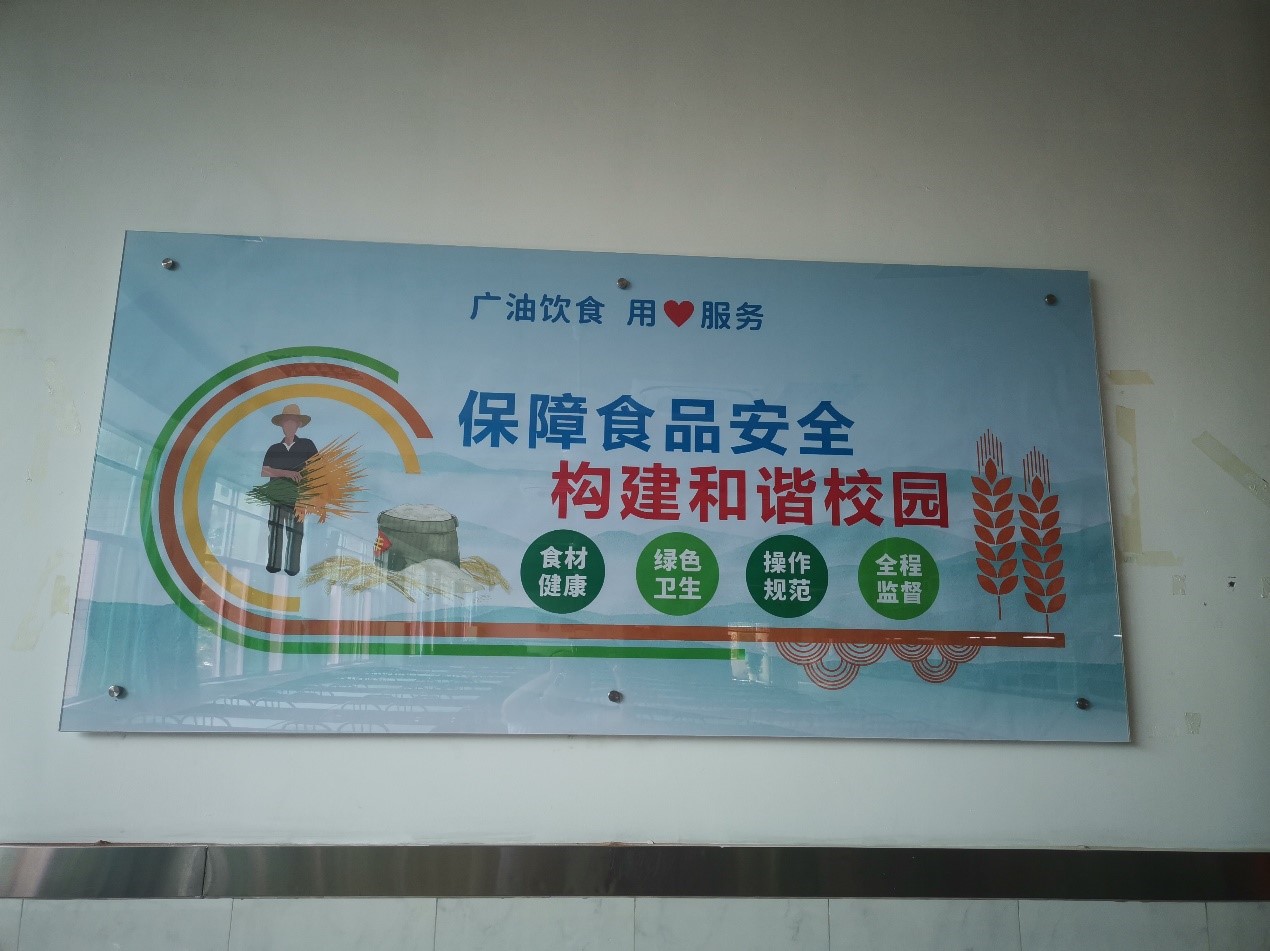 广油饮食 用❤服务
保障食品安全
构建和谐校园
食材
健康
绿色
卫生
操作
规范
全程
监督